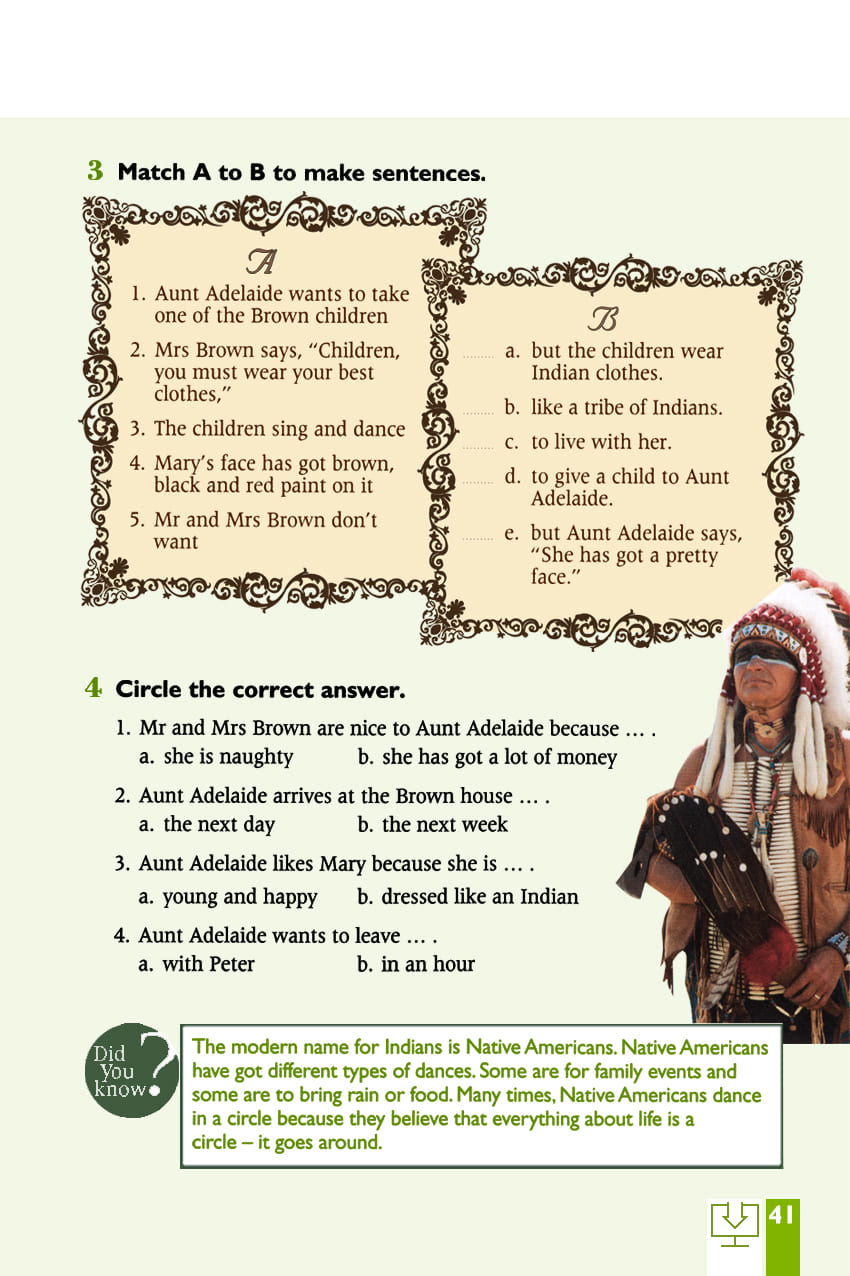 3 Match A to B to make sentences.
A
1. Aunt Adelaide wants to take
one of the Brown children
2. Mrs Brown says, “Children,
you must wear your best
clothes,”
3. The children sing and dance
4. Mary’s face has got brown,
black and red paint on it
5. Mr and Mrs Brown don’t
want
B
......... a. but the children wear
Indian clothes.
......... b. like a tribe of Indians.
......... c. to live with her.
......... d. to give a child to Aunt
Adelaide.
......... e. but Aunt Adelaide says,
“She has got a pretty
face.”
4 Circle the correct answer.
1. Mr and Mrs Brown are nice to Aunt Adelaide because ... .
a. she is naughty b. she has got a lot of money
2. Aunt Adelaide arrives at the Brown house ... .
a. the next day b. the next week
3. Aunt Adelaide likes Mary because she is ... .
a. young and happy b. dressed like an Indian
4. Aunt Adelaide wants to leave ... .
a. with Peter b. in an hour
Did
You
know?
The modern name for Indians is Native Americans. Native Americans
have got different types of dances. Some are for family events and
some are to bring rain or food. Many times, Native Americans dance
in a circle because they believe that everything about life is a
circle – it goes around.
41